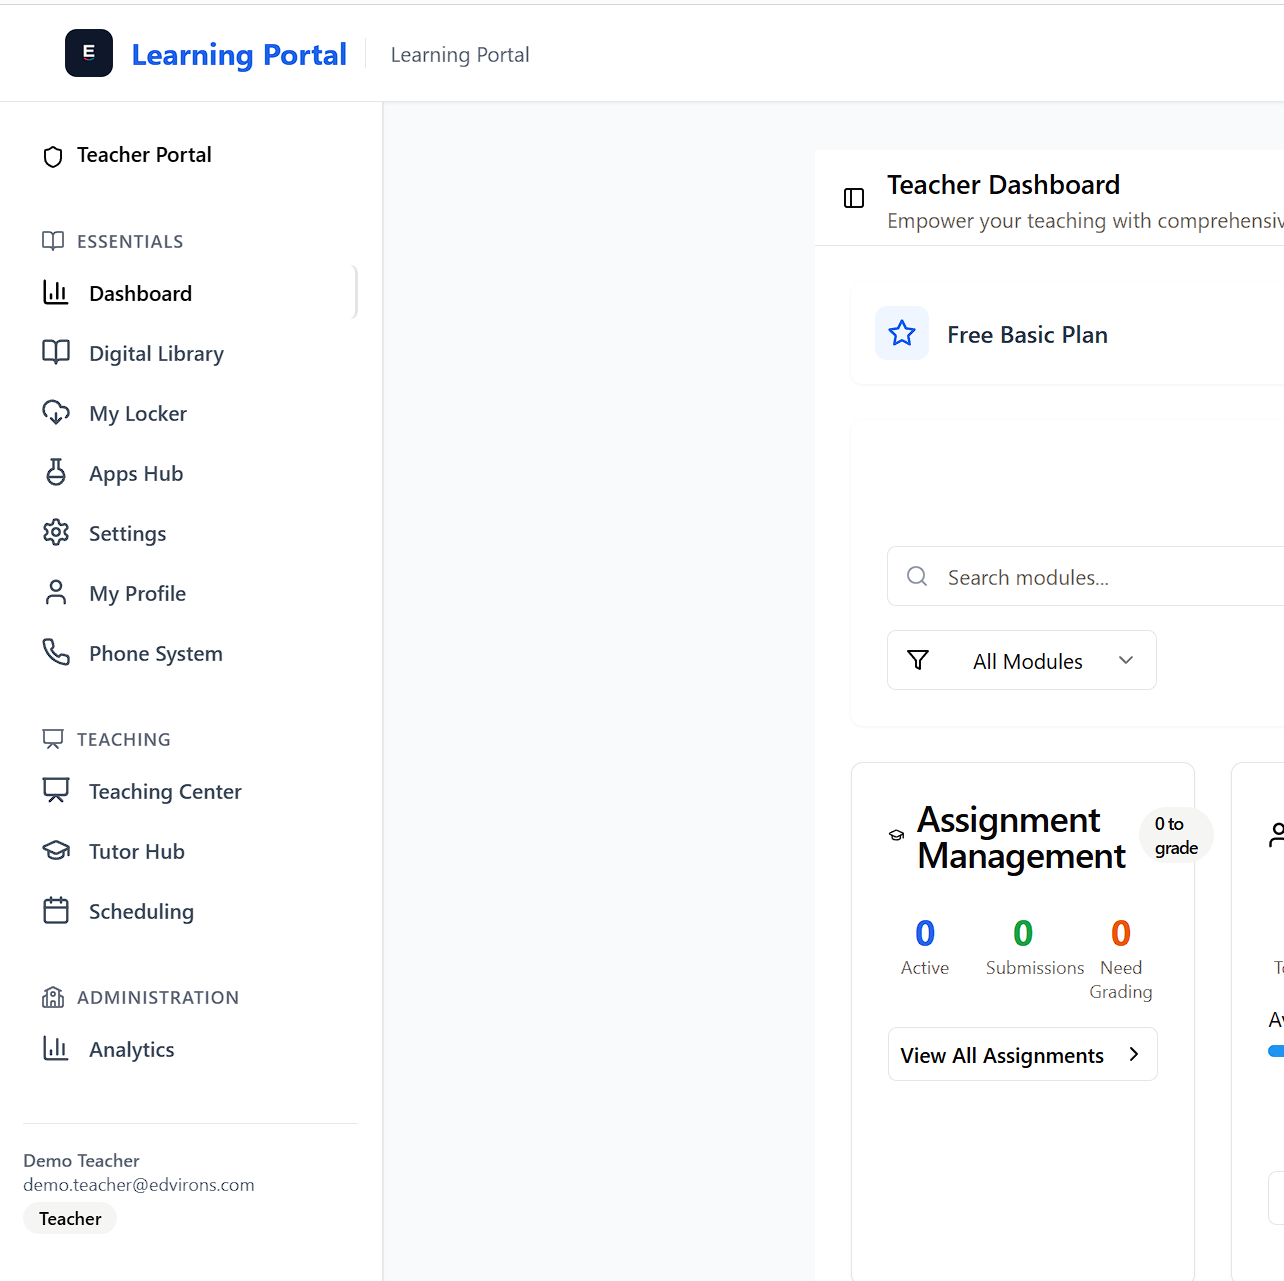 E
Learning Portal
Learning Portal
Teacher Portal
ESSENTIALS
Dashboard
Digital Library
My Locker
Apps Hub
Settings
My Profile
Phone System
TEACHING
Teaching Center
Tutor Hub
Scheduling
ADMINISTRATION
Analytics
Demo Teacher
demo.teacher@edvirons.com
Teacher
Teacher Dashboard
Empower your teaching with
Free Basic Plan
Search modules...
All Modules
Assignment
Management
0 to
grade
0
Active
0
Submissions
0
Need
Grading
View All Assignments